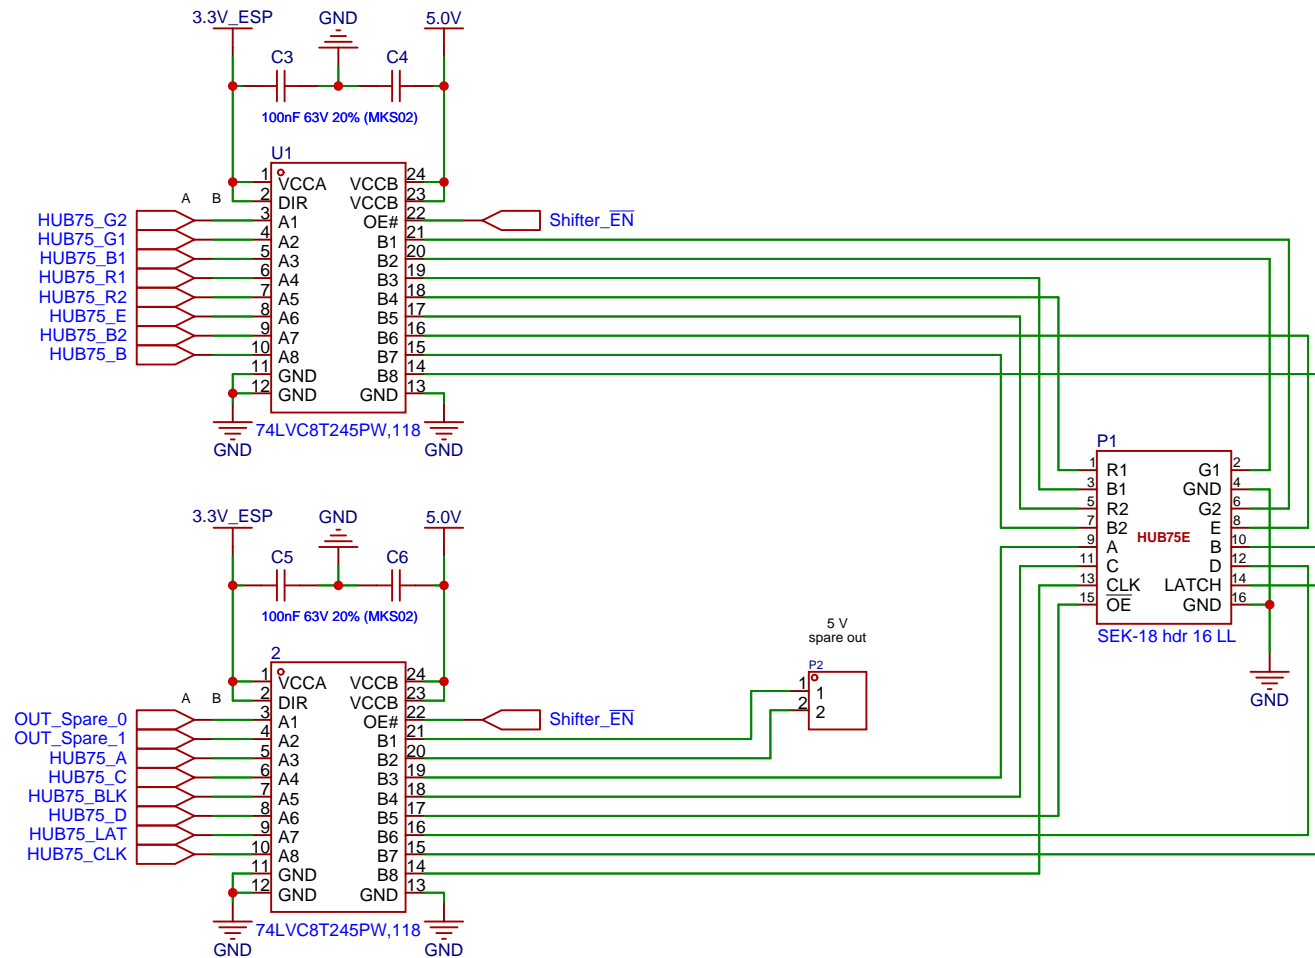 3.3V_ESP GND 5.0V
C3 C4
100nF 63V 20% (MKS02)
U1
1 VCCA VCCB 24
2 DIR VCCB 23
A B
HUB75_G2 3 A1 OE# 22 Shifter_EN
HUB75_G1 4 A2 B1 21
HUB75_B1 5 A3 B2 20
HUB75_R1 6 A4 B3 19
HUB75_R2 7 A5 B4 18
HUB75_E 8 A6 B5 17
HUB75_B2 9 A7 B6 16
HUB75_B 10 A8 B7 15
11 GND B8 14
12 GND GND 13
74LVC8T245PW,118
GND GND
P1
1 R1 G1 2
3 B1 GND 4
5 R2 G2 6
7 B2 E 8
HUB75E
9 A B 10
11 C D 12
13 CLK LATCH 14
15 OE GND 16
SEK-18 hdr 16 LL
GND
3.3V_ESP GND 5.0V
C5 C6
100nF 63V 20% (MKS02)
2
1 VCCA VCCB 24
2 DIR VCCB 23
A B
OUT_Spare_0 3 A1 OE# 22 Shifter_EN
OUT_Spare_1 4 A2 B1 21
HUB75_A 5 A3 B2 20
HUB75_C 6 A4 B3 19
HUB75_BLK 7 A5 B4 18
HUB75_D 8 A6 B5 17
HUB75_LAT 9 A7 B6 16
HUB75_CLK 10 A8 B7 15
11 GND B8 14
12 GND GND 13
74LVC8T245PW,118
GND GND
5 V
spare out
P2
1 1
2 2